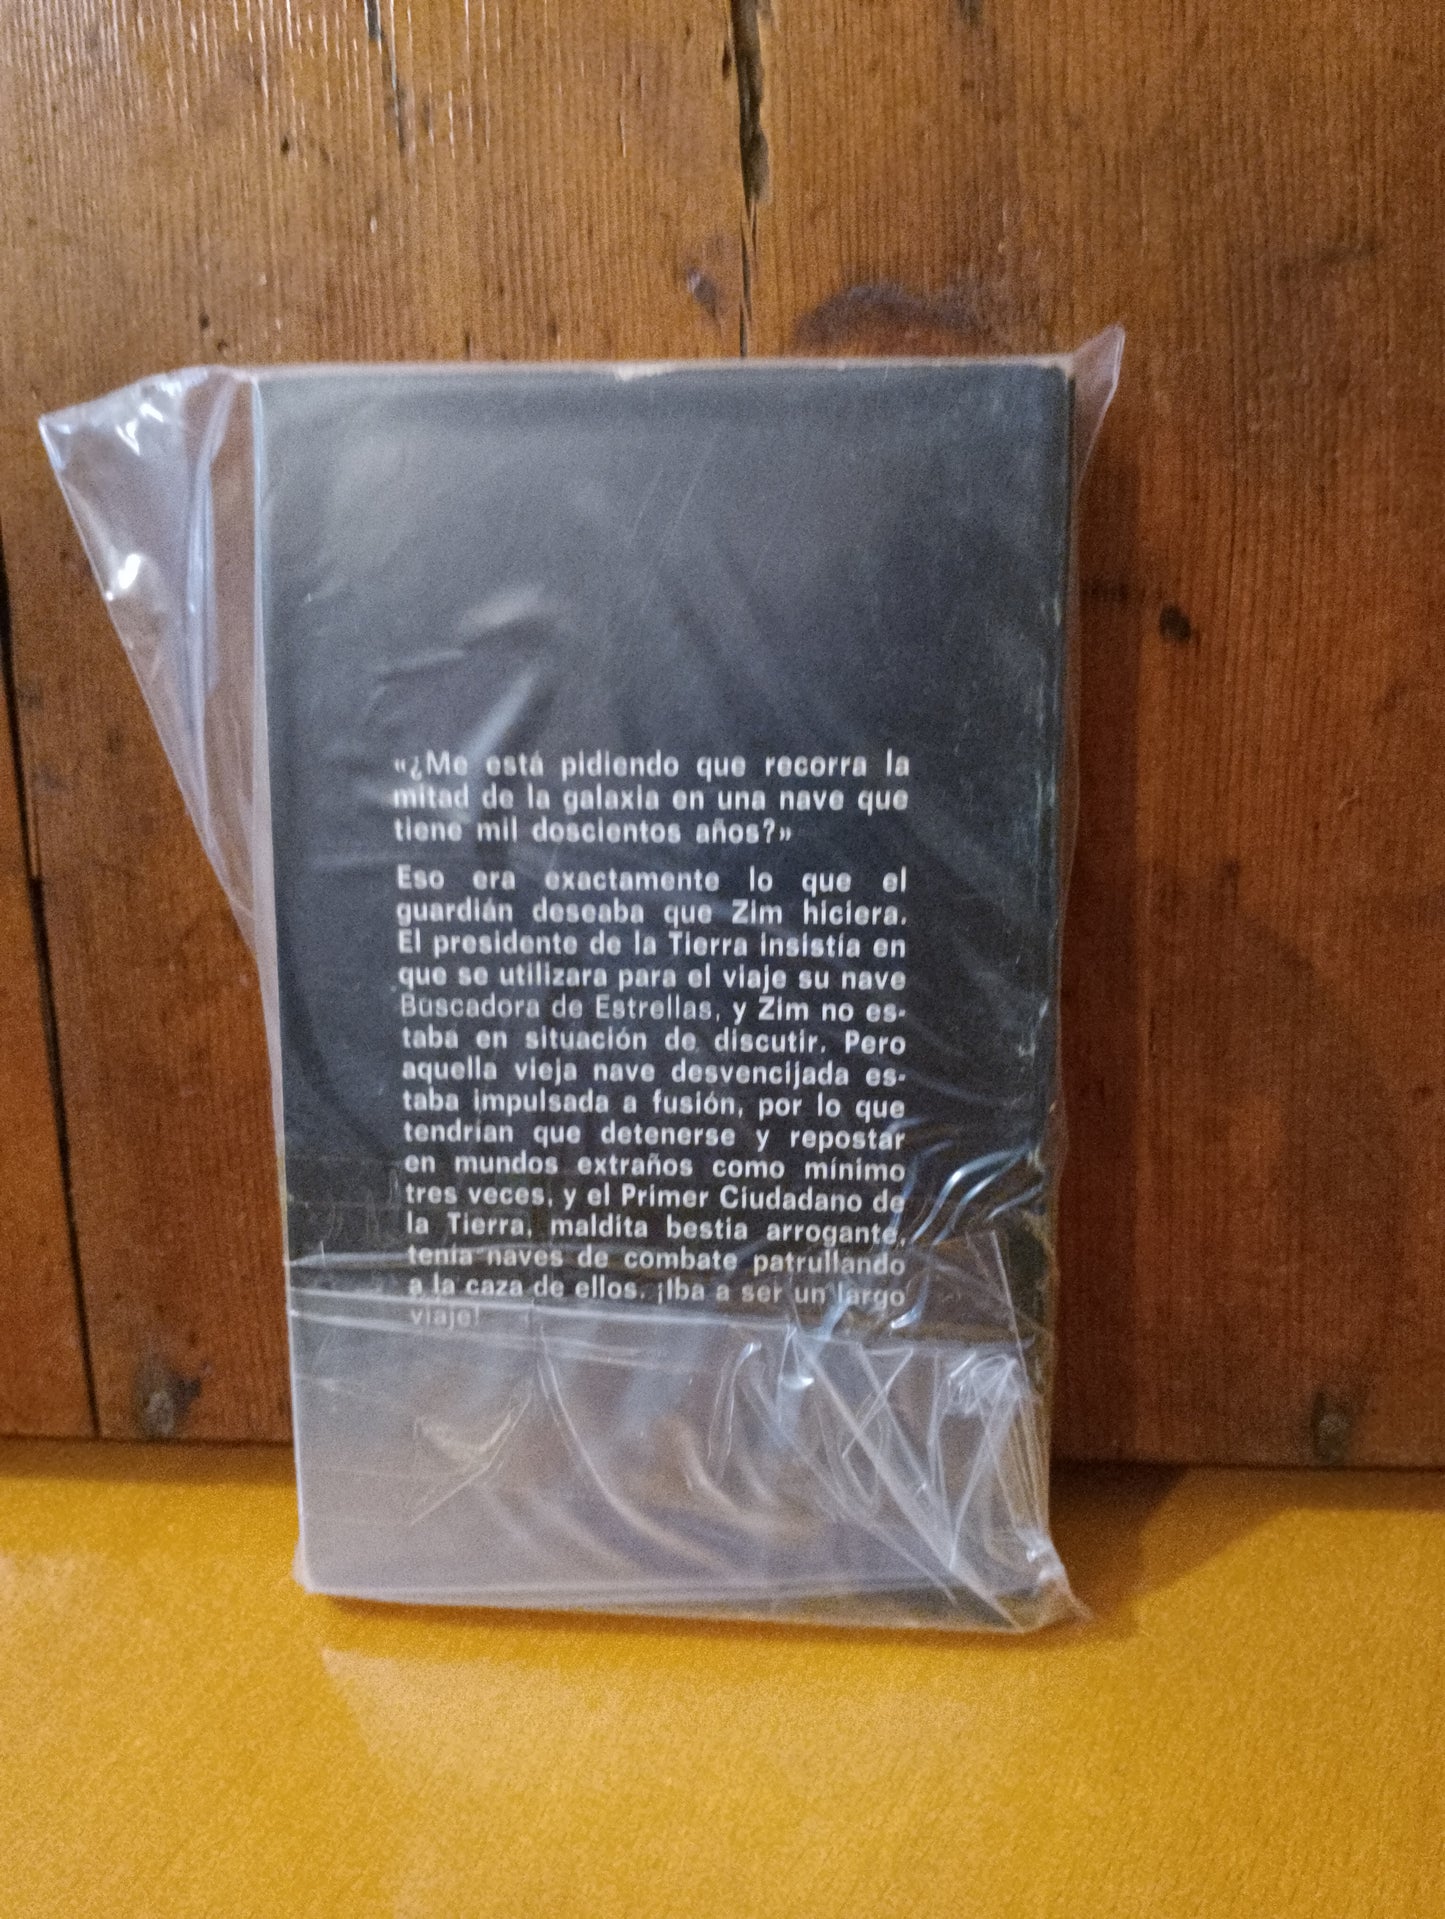 «¿Me está pidiendo que recorra la
mitad de la galaxia en una nave que
tiene mil doscientos años?»
Eso era exactamente lo que el
guardián deseaba que Zim hiciera.
El presidente de la Tierra insistía en
que se utilizara para el viaje su nave
Buscadora de Estrellas, y Zim no es-
taba en situación de discutir. Pero
aquella vieja nave desvencijada es-
taba impulsada a fusión, por lo que
tendrían que detenerse y repostar
en mundos extraños como mínimo
tres veces, y el Primer Ciudadano de
la Tierra, maldita bestia arrogante,
tenía naves de combate patrullando
a la caza de ellos. ¡Iba a ser un largo
viaje!